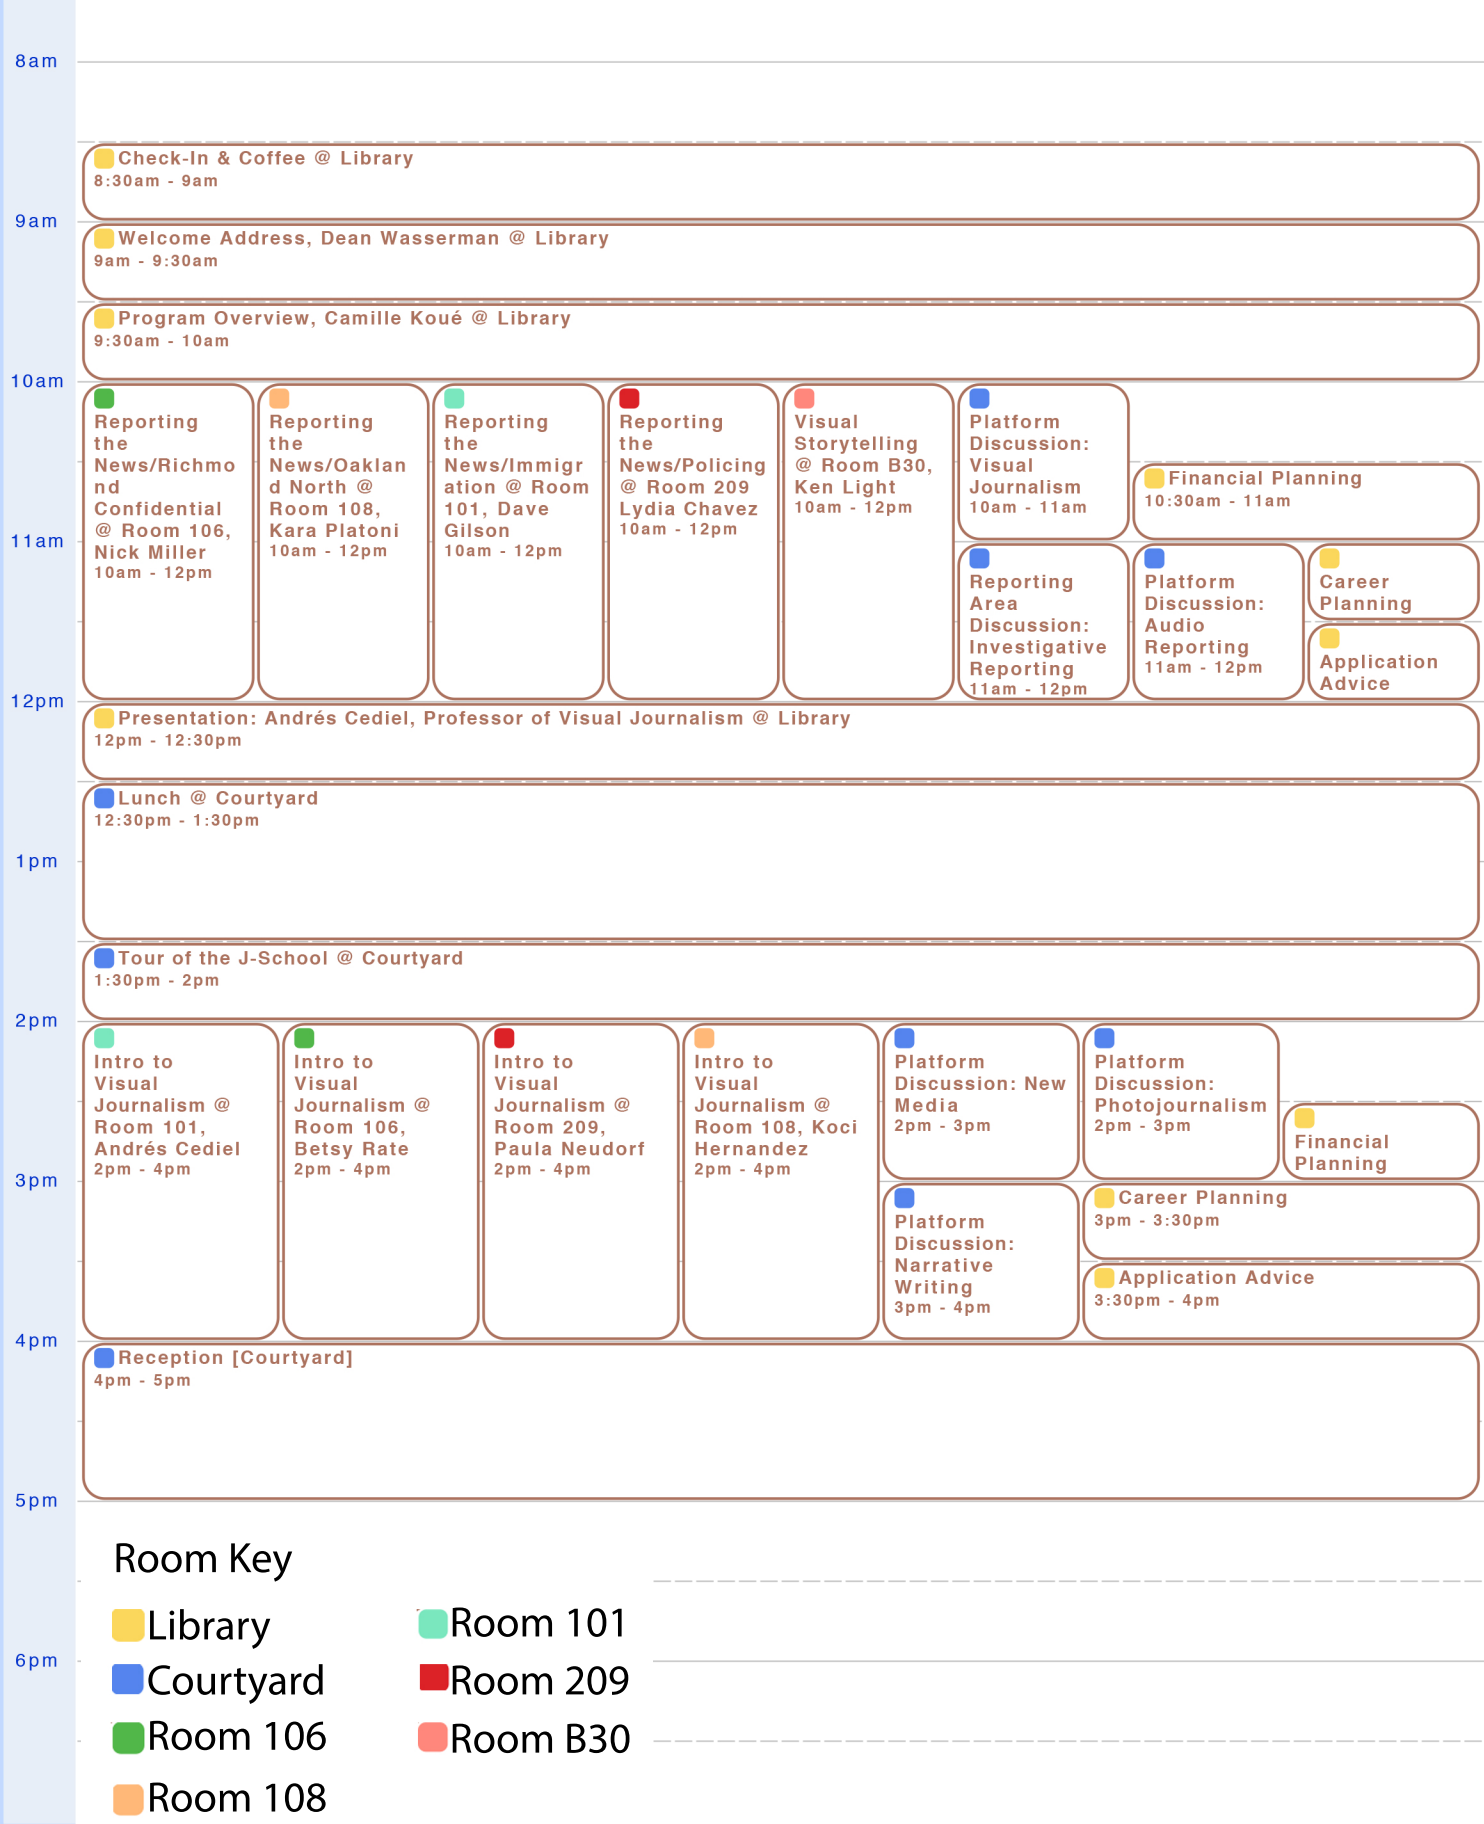 8am
Check-In & Coffee @ Library
8:30am - 9am
9am
Welcome Address, Dean Wasserman @ Library
9am - 9:30am
Program Overview, Camille Koué @ Library
9:30am - 10am
10am
Reporting
the
News/Richmo
nd
Confidential
@ Room 106,
Nick Miller
10am - 12pm
Reporting
the
News/Oaklan
d North @
Room 108,
Kara Platoni
10am - 12pm
Reporting
the
News/Immigr
ation @ Room
101, Dave
Gilson
10am - 12pm
Reporting
the
News/Policing
@ Room 209
Lydia Chavez
10am - 12pm
Visual
Storytelling
@ Room B30,
Ken Light
10am - 12pm
Platform
Discussion:
Visual
Journalism
10am - 11am
Financial Planning
10:30am - 11am
11am
Reporting
Area
Discussion:
Investigative
Reporting
11am - 12pm
Platform
Discussion:
Audio
Reporting
11am - 12pm
Career
Planning
Application
Advice
12pm
Presentation: Andrés Cediel, Professor of Visual Journalism @ Library
12pm - 12:30pm
Lunch @ Courtyard
12:30pm - 1:30pm
1pm
Tour of the J-School @ Courtyard
1:30pm - 2pm
2pm
Intro to
Visual
Journalism @
Room 101,
Andrés Cediel
2pm - 4pm
Intro to
Visual
Journalism @
Room 106,
Betsy Rate
2pm - 4pm
Intro to
Visual
Journalism @
Room 209,
Paula Neudorf
2pm - 4pm
Intro to
Visual
Journalism @
Room 108, Koci
Hernandez
2pm - 4pm
Platform
Discussion: New
Media
2pm - 3pm
Platform
Discussion:
Photojournalism
2pm - 3pm
Financial
Planning
3pm
Platform
Discussion:
Narrative
Writing
3pm - 4pm
Career Planning
3pm - 3:30pm
Application Advice
3:30pm - 4pm
4pm
Reception [Courtyard]
4pm - 5pm
5pm
6pm
Room Key
Library
Courtyard
Room 106
Room 108
Room 101
Room 209
Room B30